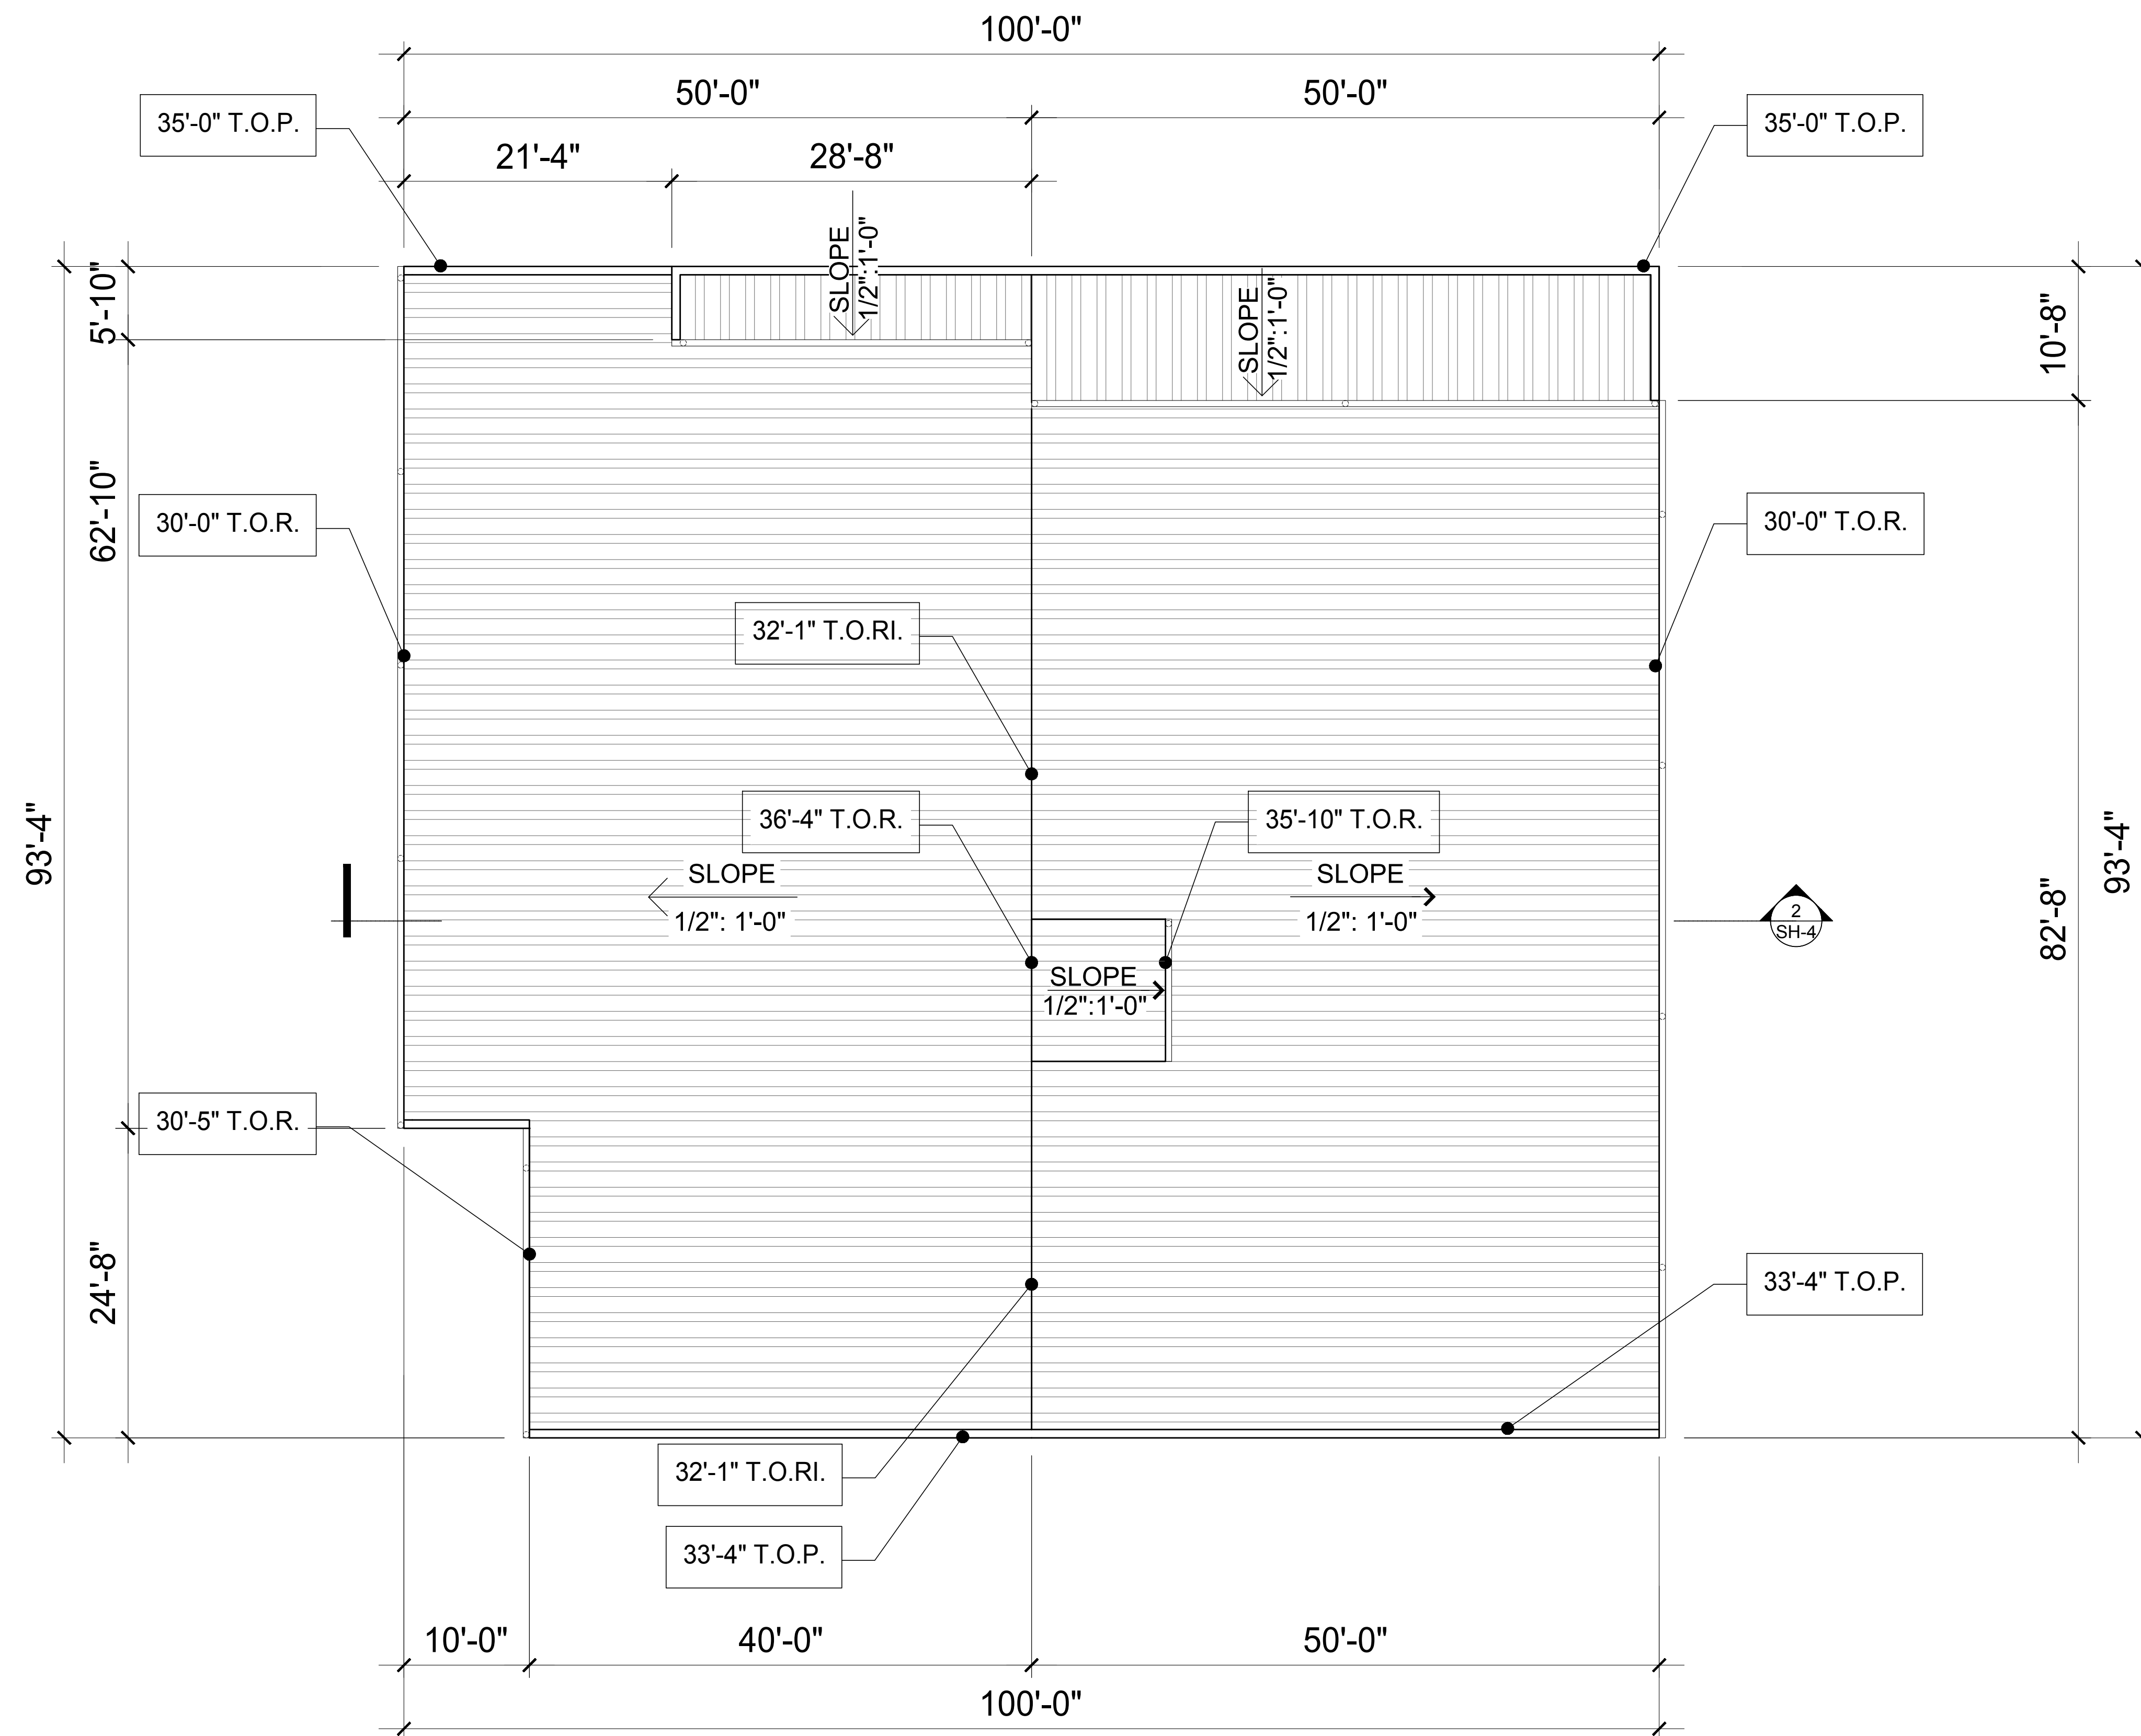 100'-0"
50'-0"
50'-0"
35'-0" T.O.P.
35'-0" T.O.P.
21'-4"
28'-8"
SLOPE
1/2":1'-0"
SLOPE
1/2":1'-0"
5'-10"
10'-8"
62'-10"
30'-0" T.O.R.
30'-0" T.O.R.
32'-1" T.O.RI.
36'-4" T.O.R.
35'-10" T.O.R.
93'-4"
93'-4"
SLOPE
1/2": 1'-0"
SLOPE
1/2": 1'-0"
2
SH-4
82'-8"
SLOPE
1/2":1'-0"
30'-5" T.O.R.
24'-8"
33'-4" T.O.P.
32'-1" T.O.RI.
33'-4" T.O.P.
10'-0"
40'-0"
50'-0"
100'-0"